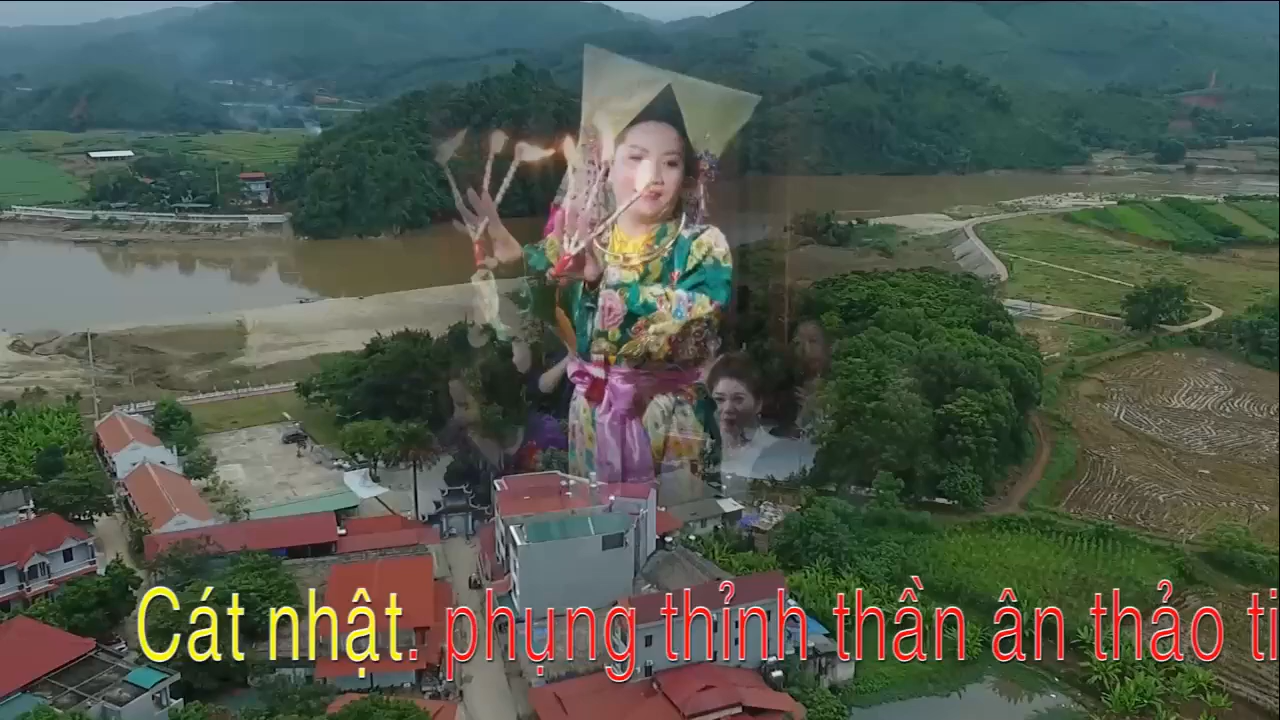 Cát nhật. phụng thỉnh thần ân thảo